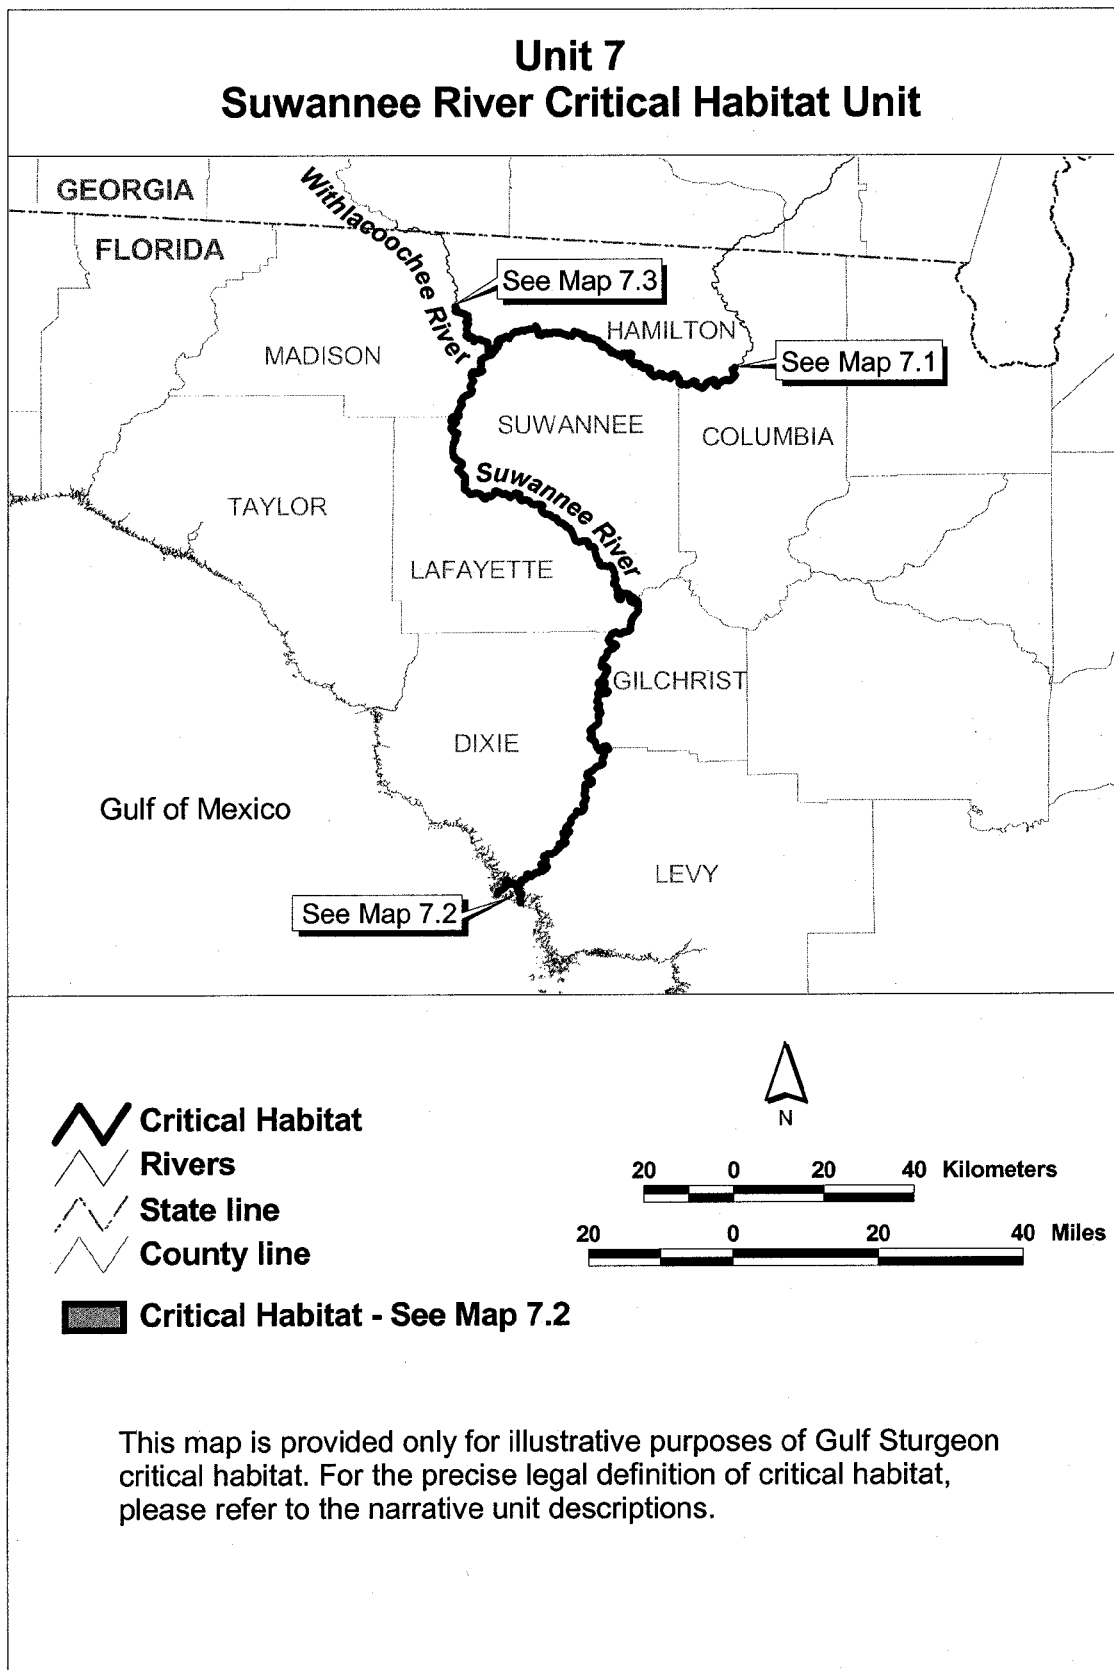 Unit 7
Suwannee River Critical Habitat Unit
GEORGIA
FLORIDA
Withlacoochee River
See Map 7.3
HAMILTON
See Map 7.1
MADISON
SUWANNEE
COLUMBIA
Suwannee River
TAYLOR
LAFAYETTE
GILCHRIST
DIXIE
Gulf of Mexico
LEVY
See Map 7.2
Critical Habitat
Rivers
State line
County line
Critical Habitat - See Map 7.2
N
20 0 20 40 Kilometers
20 0 20 40 Miles
This map is provided only for illustrative purposes of Gulf Sturgeon
critical habitat. For the precise legal definition of critical habitat,
please refer to the narrative unit descriptions.